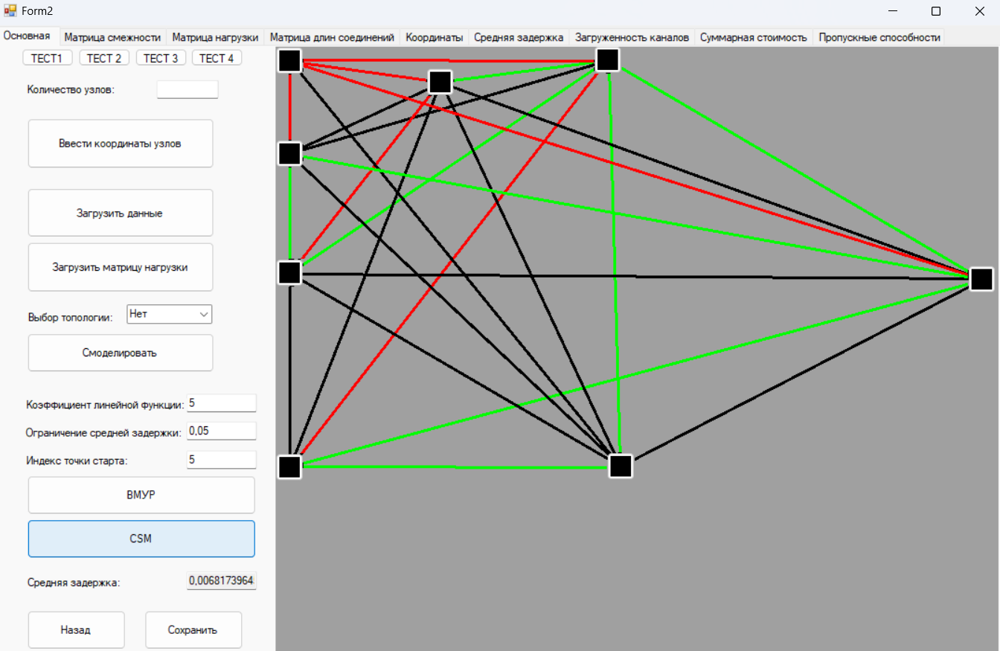 Form2
Основная Матрица смежности Матрица нагрузки Матрица длин соединений Координаты Средняя задержка Загруженность каналов Суммарная стоимость Пропускные способности
ТЕСТ1 ТЕСТ 2 ТЕСТ 3 ТЕСТ 4
Количество узлов:
Ввести координаты узлов
Загрузить данные
Загрузить матрицу нагрузки
Выбор топологии: Нет
Смоделировать
Коэффициент линейной функции: 5
Ограничение средней задержки: 0,05
Индекс точки старта: 5
ВМУР
CSM
Средняя задержка: 0,0068173964
Назад Сохранить